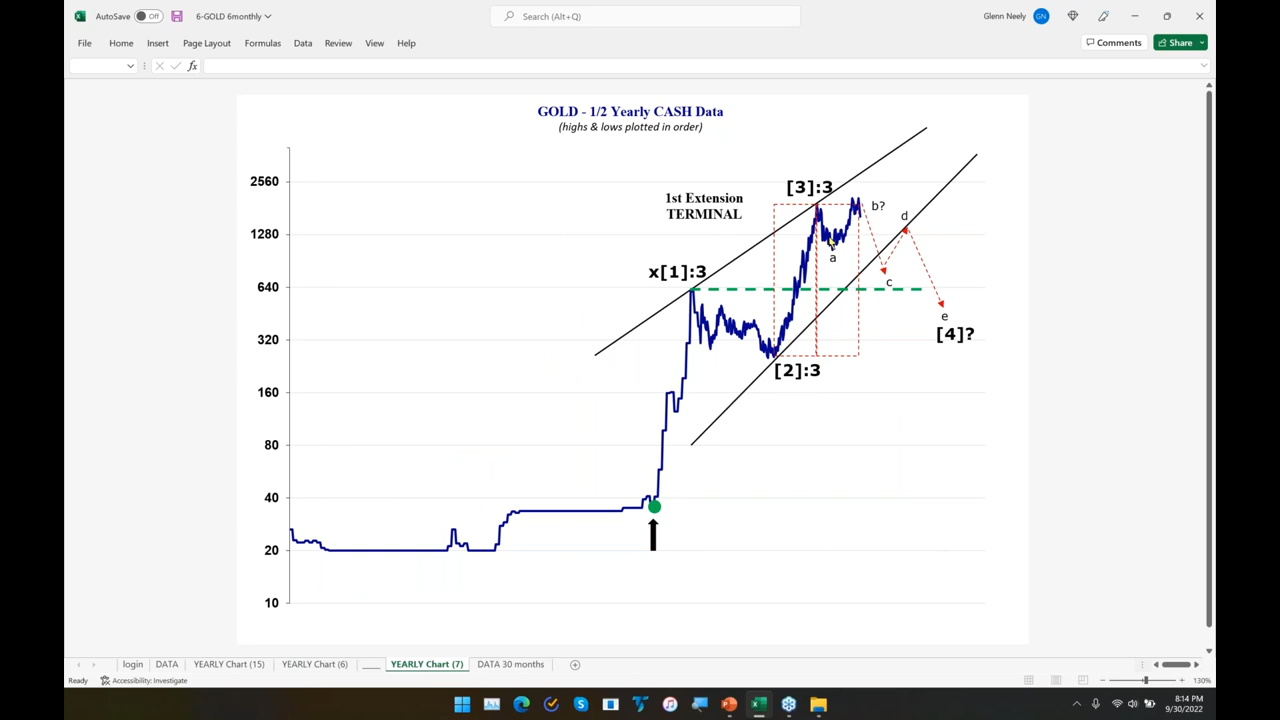 AutoSave Off 6-GOLD 6monthly Search (Alt+Q) Glenn Neely GN
File Home Insert Page Layout Formulas Data Review View Help Comments Share
fx
GOLD - 1/2 Yearly CASH Data
(highs & lows plotted in order)
2560
1280
640
320
160
80
40
20
10
1st Extension
TERMINAL
[3]:3
b?
d
x[1]:3
a
c
e
[4]?
[2]:3
login DATA YEARLY Chart (15) YEARLY Chart (6) ____ YEARLY Chart (7) DATA 30 months
Ready Accessibility: Investigate 130%
8:14 PM
9/30/2022